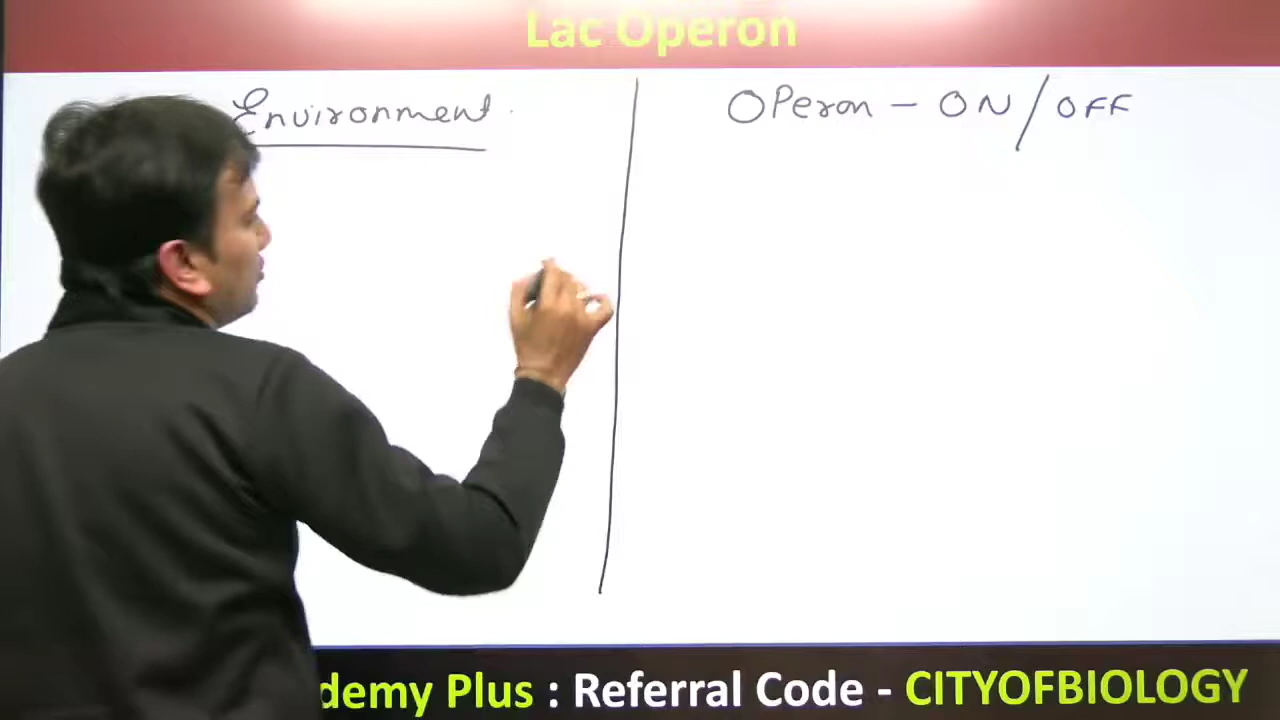 Lac Operon
Environment
Operon - ON/OFF
demy Plus : Referral Code - CITYOFBIOLOGY